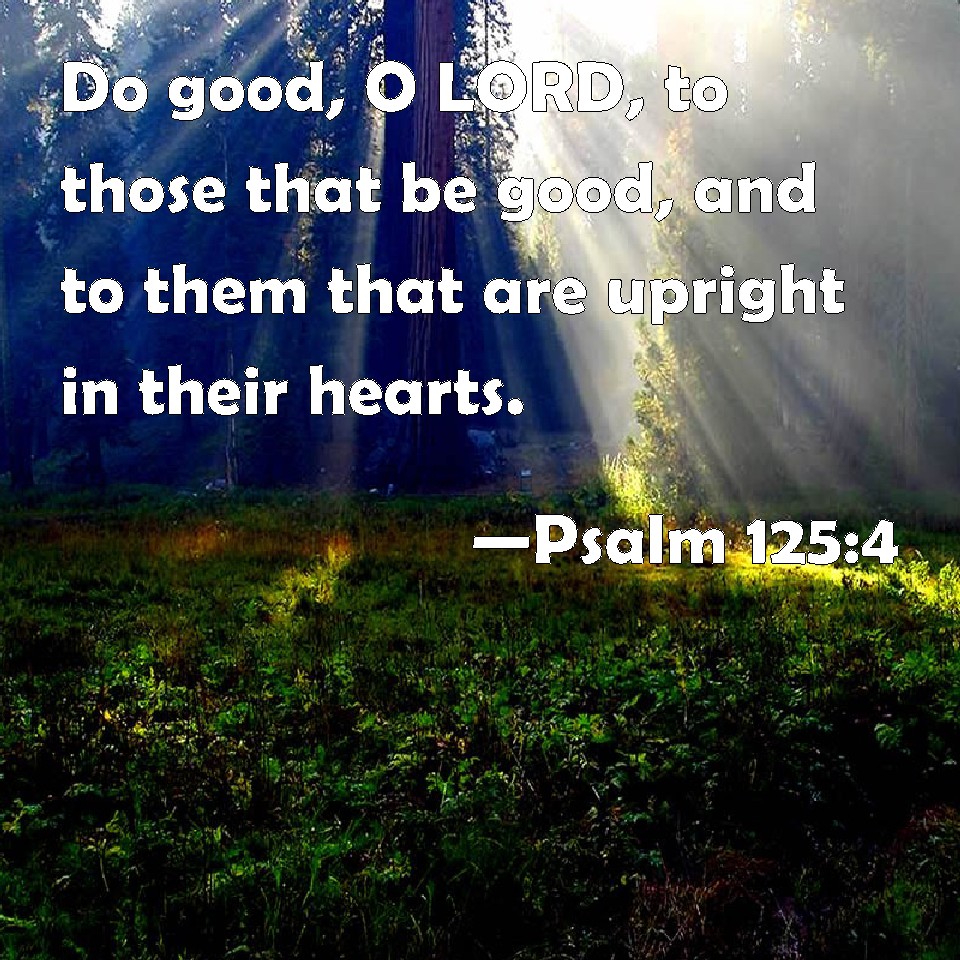 Do good, O LORD, to
those that be good, and
to them that are upright
in their hearts.
—Psalm 125:4